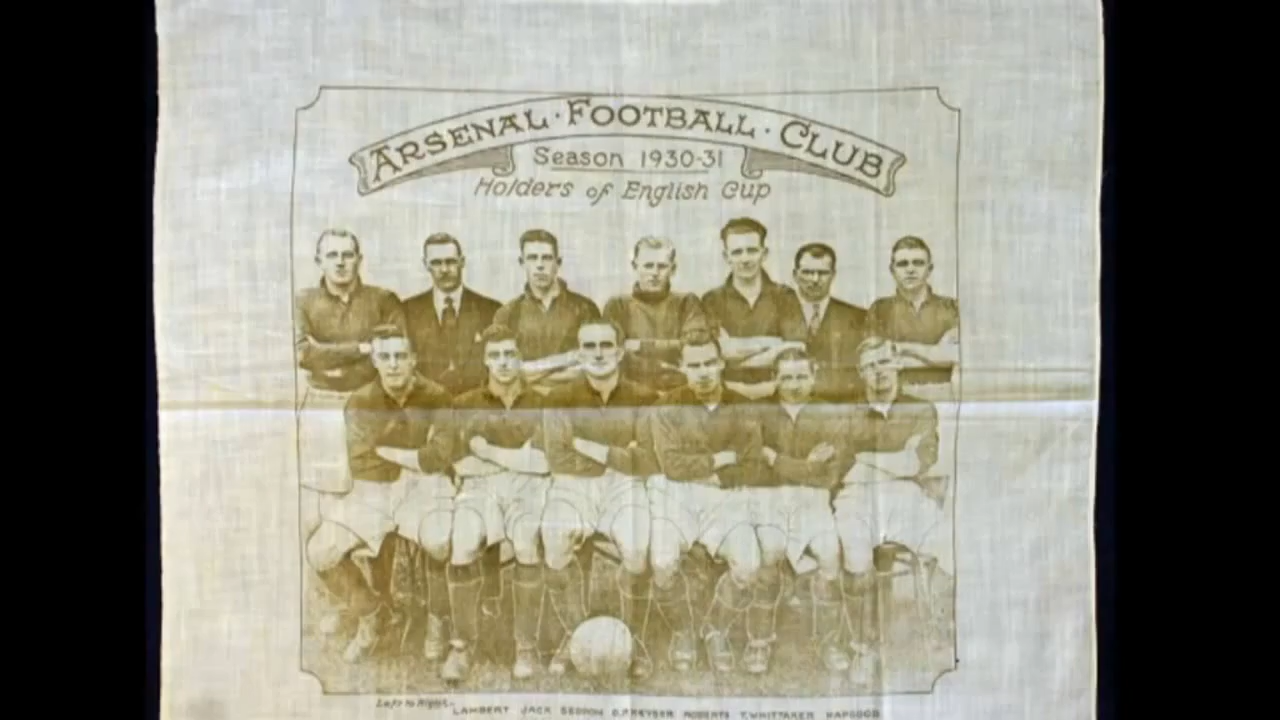 ARSENAL · FOOTBALL · CLUB
Season 1930-31
Holders of English Cup
Left to Right:-
LAMBERT JACK SEDDON G.PREYSER ROBERTS T.WHITTAKER HAPGOOD